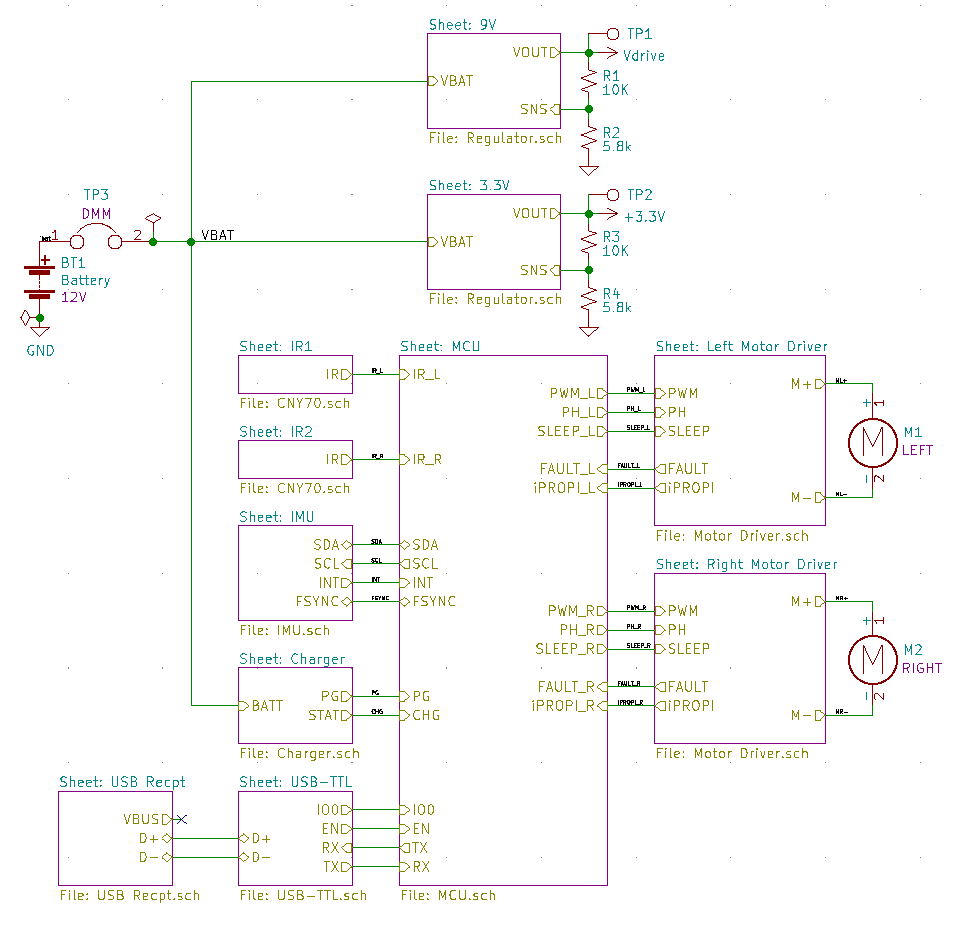 Sheet: 9V
VOUT
VBAT
SNS
File: Regulator.sch
TP1
Vdrive
R1
10K
R2
5.8k
Sheet: 3.3V
VOUT
VBAT
SNS
File: Regulator.sch
TP2
+3.3V
R3
10K
R4
5.8k
TP3
DMM
1
2
VBAT
+
BT1
Battery
12V
GND
Sheet: IR1
IR
File: CNY70.sch
IR_L
Sheet: IR2
IR
File: CNY70.sch
IR_R
Sheet: IMU
SDA
SCL
INT
FSYNC
File: IMU.sch
SDA
SCL
INT
FSYNC
Sheet: Charger
BATT
PG
STAT
File: Charger.sch
PG
CHG
Sheet: USB Recpt
VBUS
D+
D-
File: USB Recpt.sch
Sheet: USB-TTL
D+
D-
IO0
EN
RX
TX
File: USB-TTL.sch
Sheet: MCU
IR_L
IR_R
SDA
SCL
INT
FSYNC
PG
CHG
IO0
EN
TX
RX
PWM_L
PH_L
SLEEP_L
FAULT_L
iPROPI_L
PWM_R
PH_R
SLEEP_R
FAULT_R
iPROPI_R
File: MCU.sch
PWM_L
PH_L
SLEEP_L
FAULT_L
IPROPI_L
Sheet: Left Motor Driver
PWM
PH
SLEEP
FAULT
iPROPI
M+
M-
File: Motor Driver.sch
ML+
ML-
+
1
M
-
2
M1
LEFT
PWM_R
PH_R
SLEEP_R
FAULT_R
IPROPI_R
Sheet: Right Motor Driver
PWM
PH
SLEEP
FAULT
iPROPI
M+
M-
File: Motor Driver.sch
MR+
MR-
+
1
M
-
2
M2
RIGHT